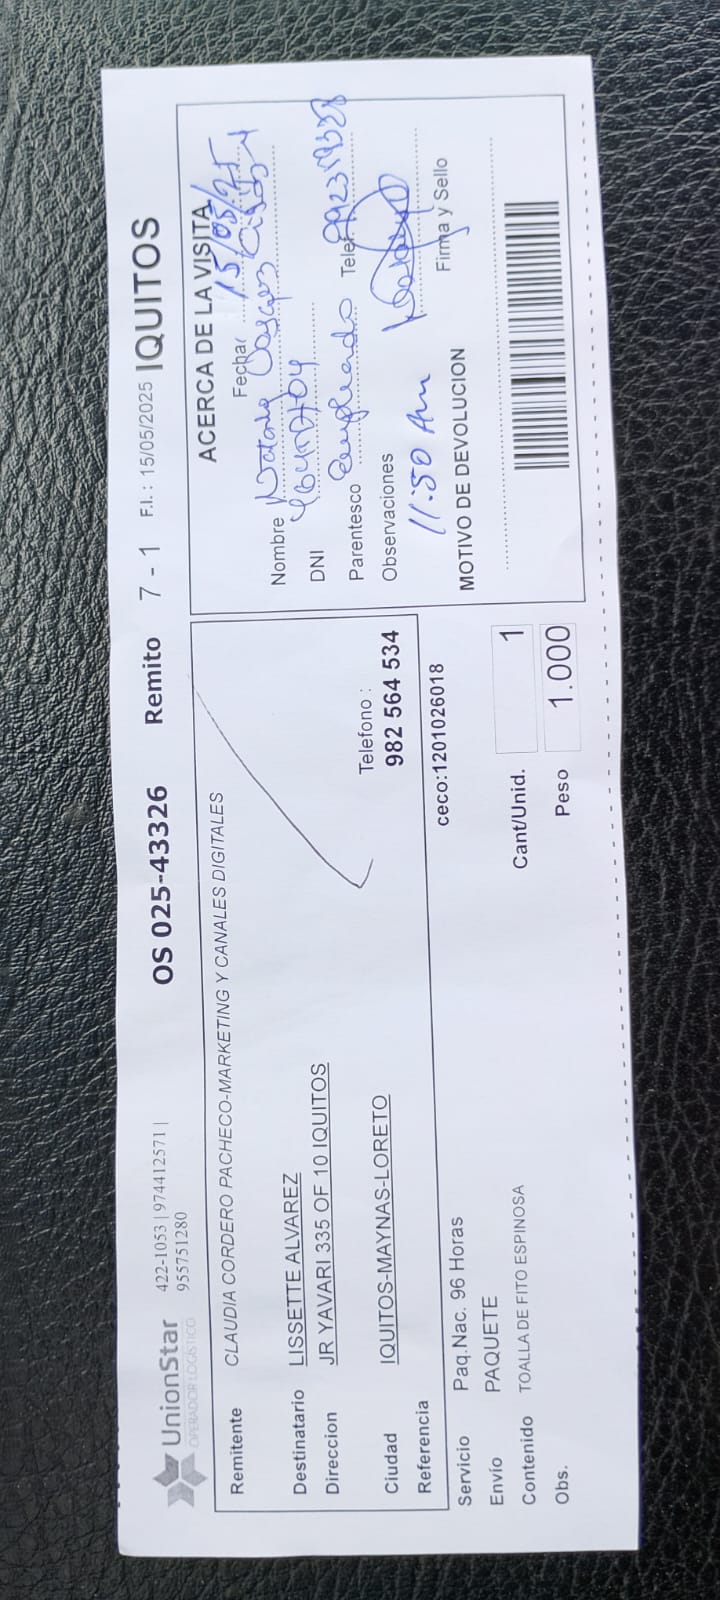 UnionStar
OPERADOR LOGÍSTICO
422-1053 | 974412571 |
955751280
OS 025-43326 Remito 7 - 1 F.I. : 15/05/2025 IQUITOS
Remitente CLAUDIA CORDERO PACHECO-MARKETING Y CANALES DIGITALES
Destinatario LISSETTE ALVAREZ
Direccion JR YAVARI 335 OF 10 IQUITOS
Telefono :
Ciudad IQUITOS-MAYNAS-LORETO 982 564 534
Referencia
ceco:1201026018
Servicio Paq.Nac. 96 Horas
Envío PAQUETE
Contenido TOALLA DE FITO ESPINOSA
Obs.
Cant/Unid. 1
Peso 1.000
ACERCA DE LA VISITA
Fecha: 15/05/25
Nombre
DNI
Parentesco Empleado Telef.
Observaciones
11:50 Am
Firma y Sello
MOTIVO DE DEVOLUCION